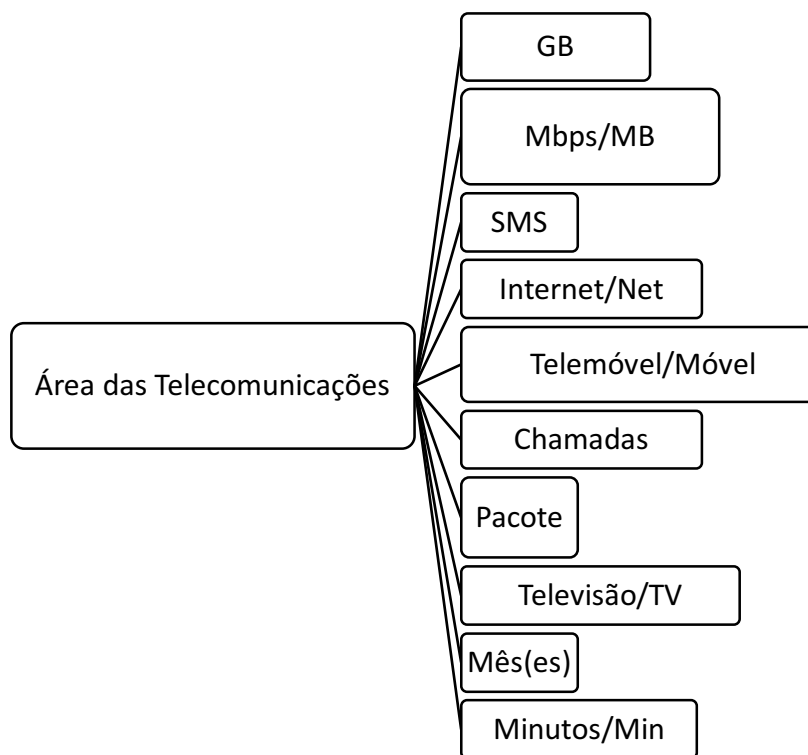 GB
Mbps/MB
SMS
Internet/Net
Área das Telecomunicações
Telemóvel/Móvel
Chamadas
Pacote
Televisão/TV
Mês(es)
Minutos/Min